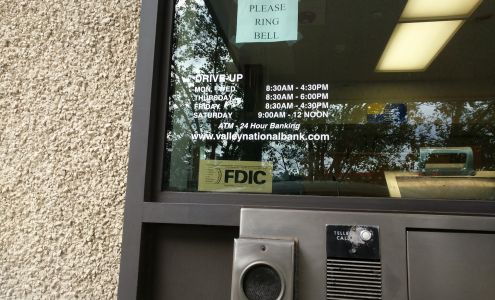 PLEASE
RING
BELL
DRIVE-UP
MON. - WED. 8:30AM - 4:30PM
THURSDAY 8:30AM - 6:00PM
FRIDAY 8:30AM - 4:30PM
SATURDAY 9:00AM - 12 NOON
ATM - 24 Hour Banking
www.valleynationalbank.com
FDIC
TELLER
CALL